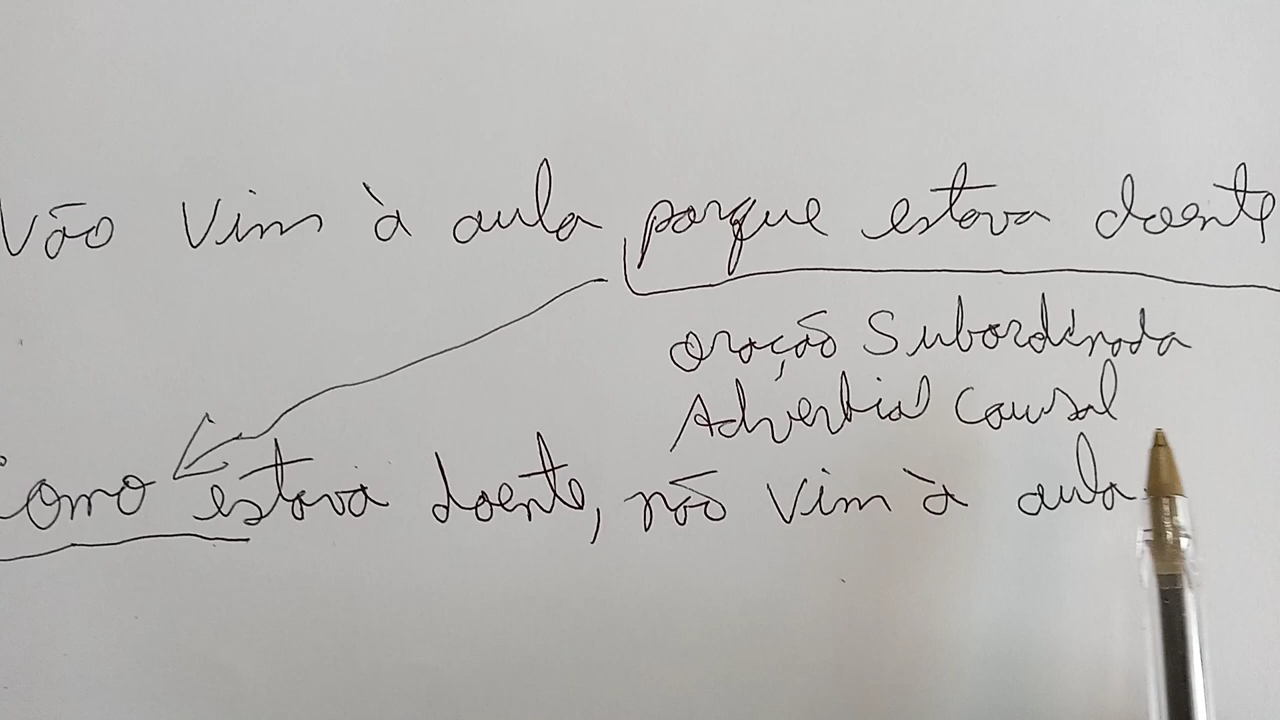 Não vim à aula porque estava doente
oração subordinada
Adverbial causal
como estava doente, não vim à aula